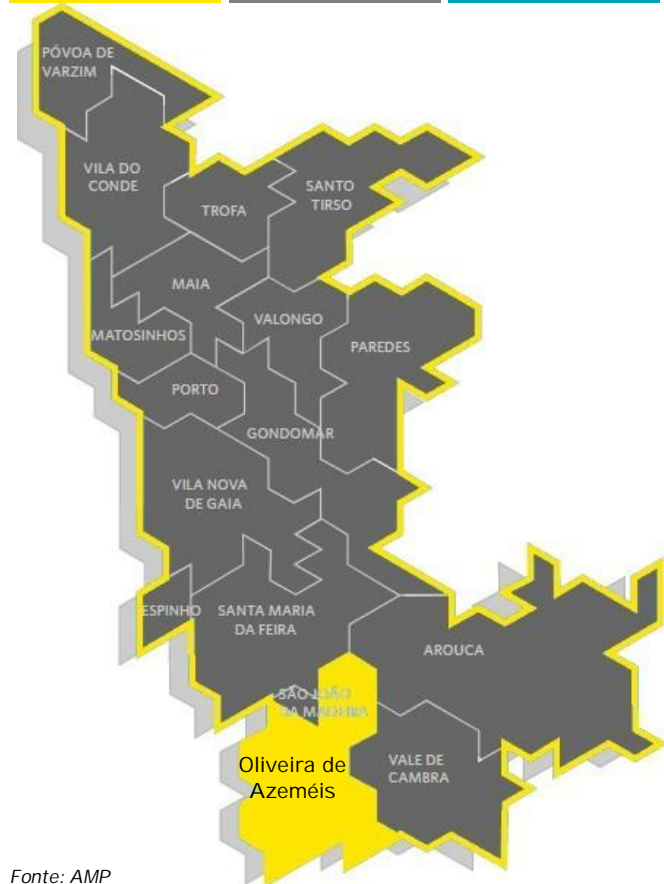 PÓVOA DE
VARZIM
VILA DO
CONDE
SANTO
TIRSO
TROFA
MAIA
VALONGO
MATOSINHOS
PAREDES
PORTO
GONDOMAR
VILA NOVA
DE GAIA
ESPINHO
SANTA MARIA
DA FEIRA
AROUCA
SÃO JOÃO
DA MADEIRA
Oliveira de
Azeméis
VALE DE
CAMBRA
Fonte: AMP